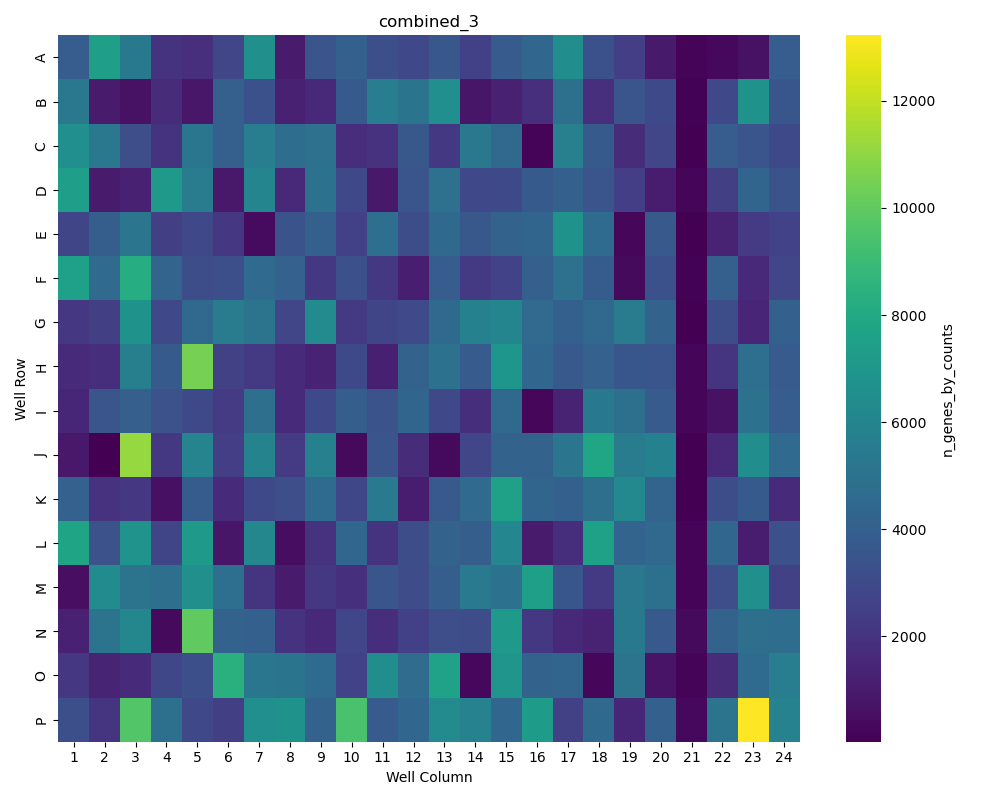 combined_3
A
B
C
D
E
F
G
H
I
J
K
L
M
N
O
P
Well Row
1 2 3 4 5 6 7 8 9 10 11 12 13 14 15 16 17 18 19 20 21 22 23 24
Well Column
12000
10000
8000
6000
4000
2000
n_genes_by_counts